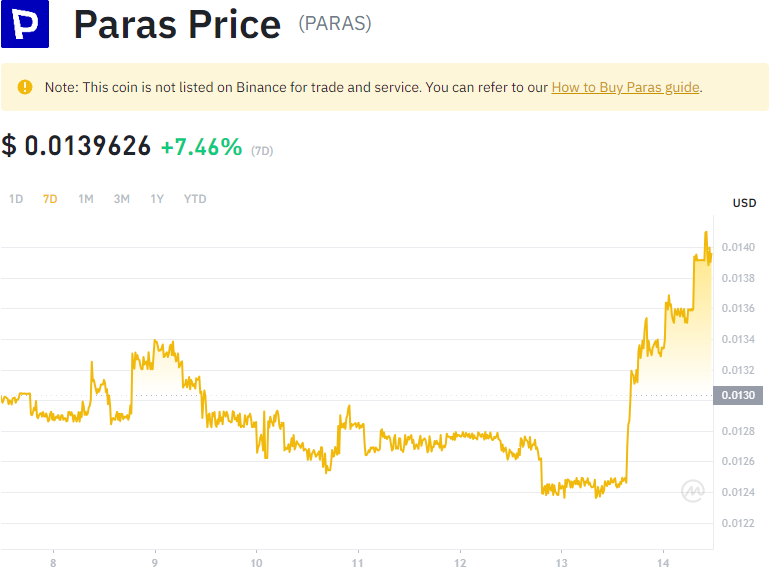 Paras Price (PARAS)
Note: This coin is not listed on Binance for trade and service. You can refer to our How to Buy Paras guide.
$ 0.0139626 +7.46% (7D)
1D 7D 1M 3M 1Y YTD
USD
0.0140
0.0138
0.0136
0.0134
0.0132
0.0130
0.0128
0.0126
0.0124
0.0122
8 9 10 11 12 13 14